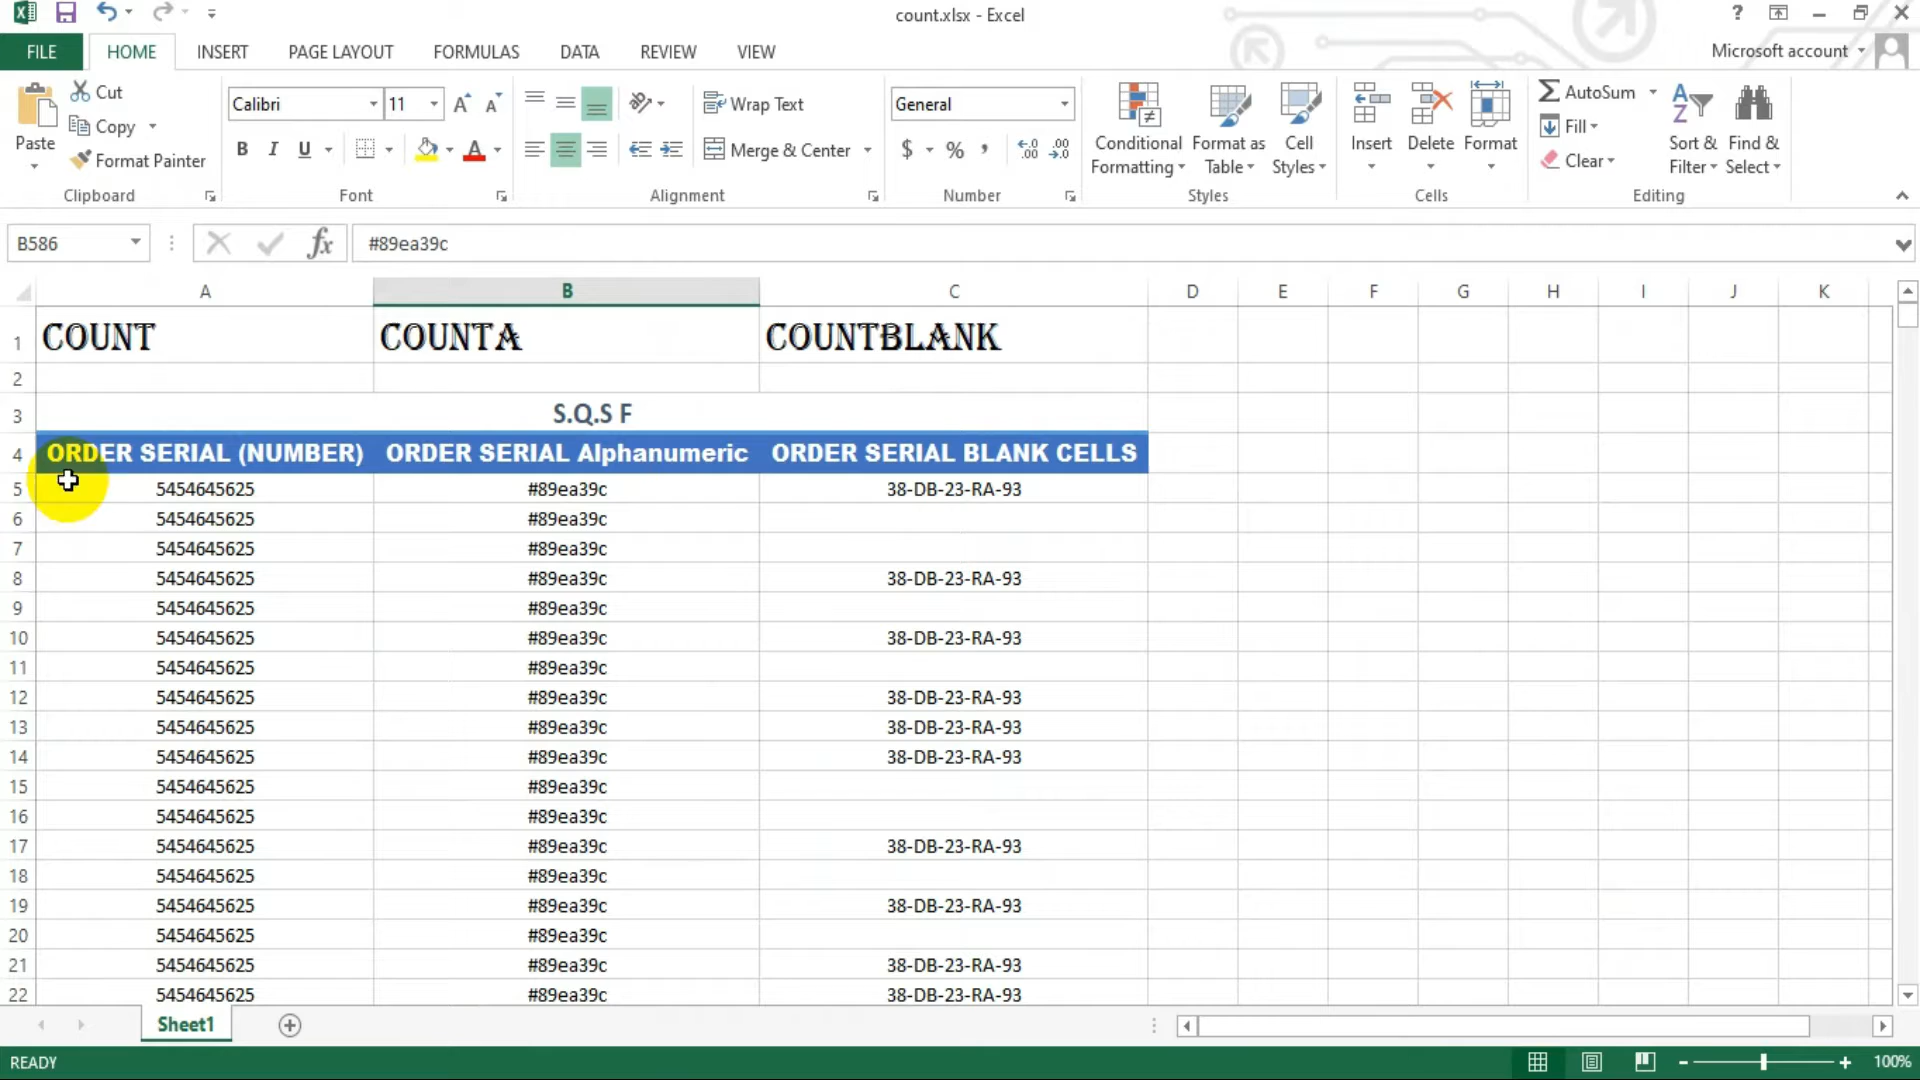 count.xlsx - Excel
?
FILE HOME INSERT PAGE LAYOUT FORMULAS DATA REVIEW VIEW
Microsoft account
Paste
Cut
Copy
Format Painter
Clipboard
Calibri 11
B I U A
Font
Wrap Text
Merge & Center
Alignment
General
$ % ,
Number
Conditional Formatting
Format as Table
Cell Styles
Styles
Insert Delete Format
Cells
AutoSum
Fill
Clear
Sort & Filter
Find & Select
Editing
B586 fx #89ea39c
A B C D E F G H I J K
1 COUNT COUNTA COUNTBLANK
2
3 S.Q.S F
4 ORDER SERIAL (NUMBER) ORDER SERIAL Alphanumeric ORDER SERIAL BLANK CELLS
5 5454645625 #89ea39c 38-DB-23-RA-93
6 5454645625 #89ea39c
7 5454645625 #89ea39c
8 5454645625 #89ea39c 38-DB-23-RA-93
9 5454645625 #89ea39c
10 5454645625 #89ea39c 38-DB-23-RA-93
11 5454645625 #89ea39c
12 5454645625 #89ea39c 38-DB-23-RA-93
13 5454645625 #89ea39c 38-DB-23-RA-93
14 5454645625 #89ea39c 38-DB-23-RA-93
15 5454645625 #89ea39c
16 5454645625 #89ea39c
17 5454645625 #89ea39c 38-DB-23-RA-93
18 5454645625 #89ea39c
19 5454645625 #89ea39c 38-DB-23-RA-93
20 5454645625 #89ea39c
21 5454645625 #89ea39c 38-DB-23-RA-93
22 5454645625 #89ea39c 38-DB-23-RA-93
Sheet1
READY
100%